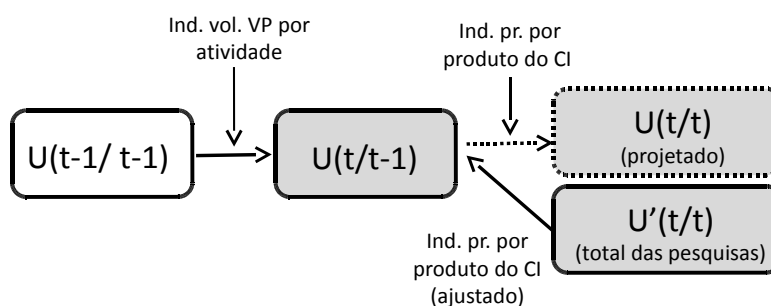 Ind. vol. VP por
atividade
Ind. pr. por
produto do CI
U(t-1/ t-1)
U(t/t-1)
U(t/t)
(projetado)
U’(t/t)
(total das pesquisas)
Ind. pr. por
produto do CI
(ajustado)